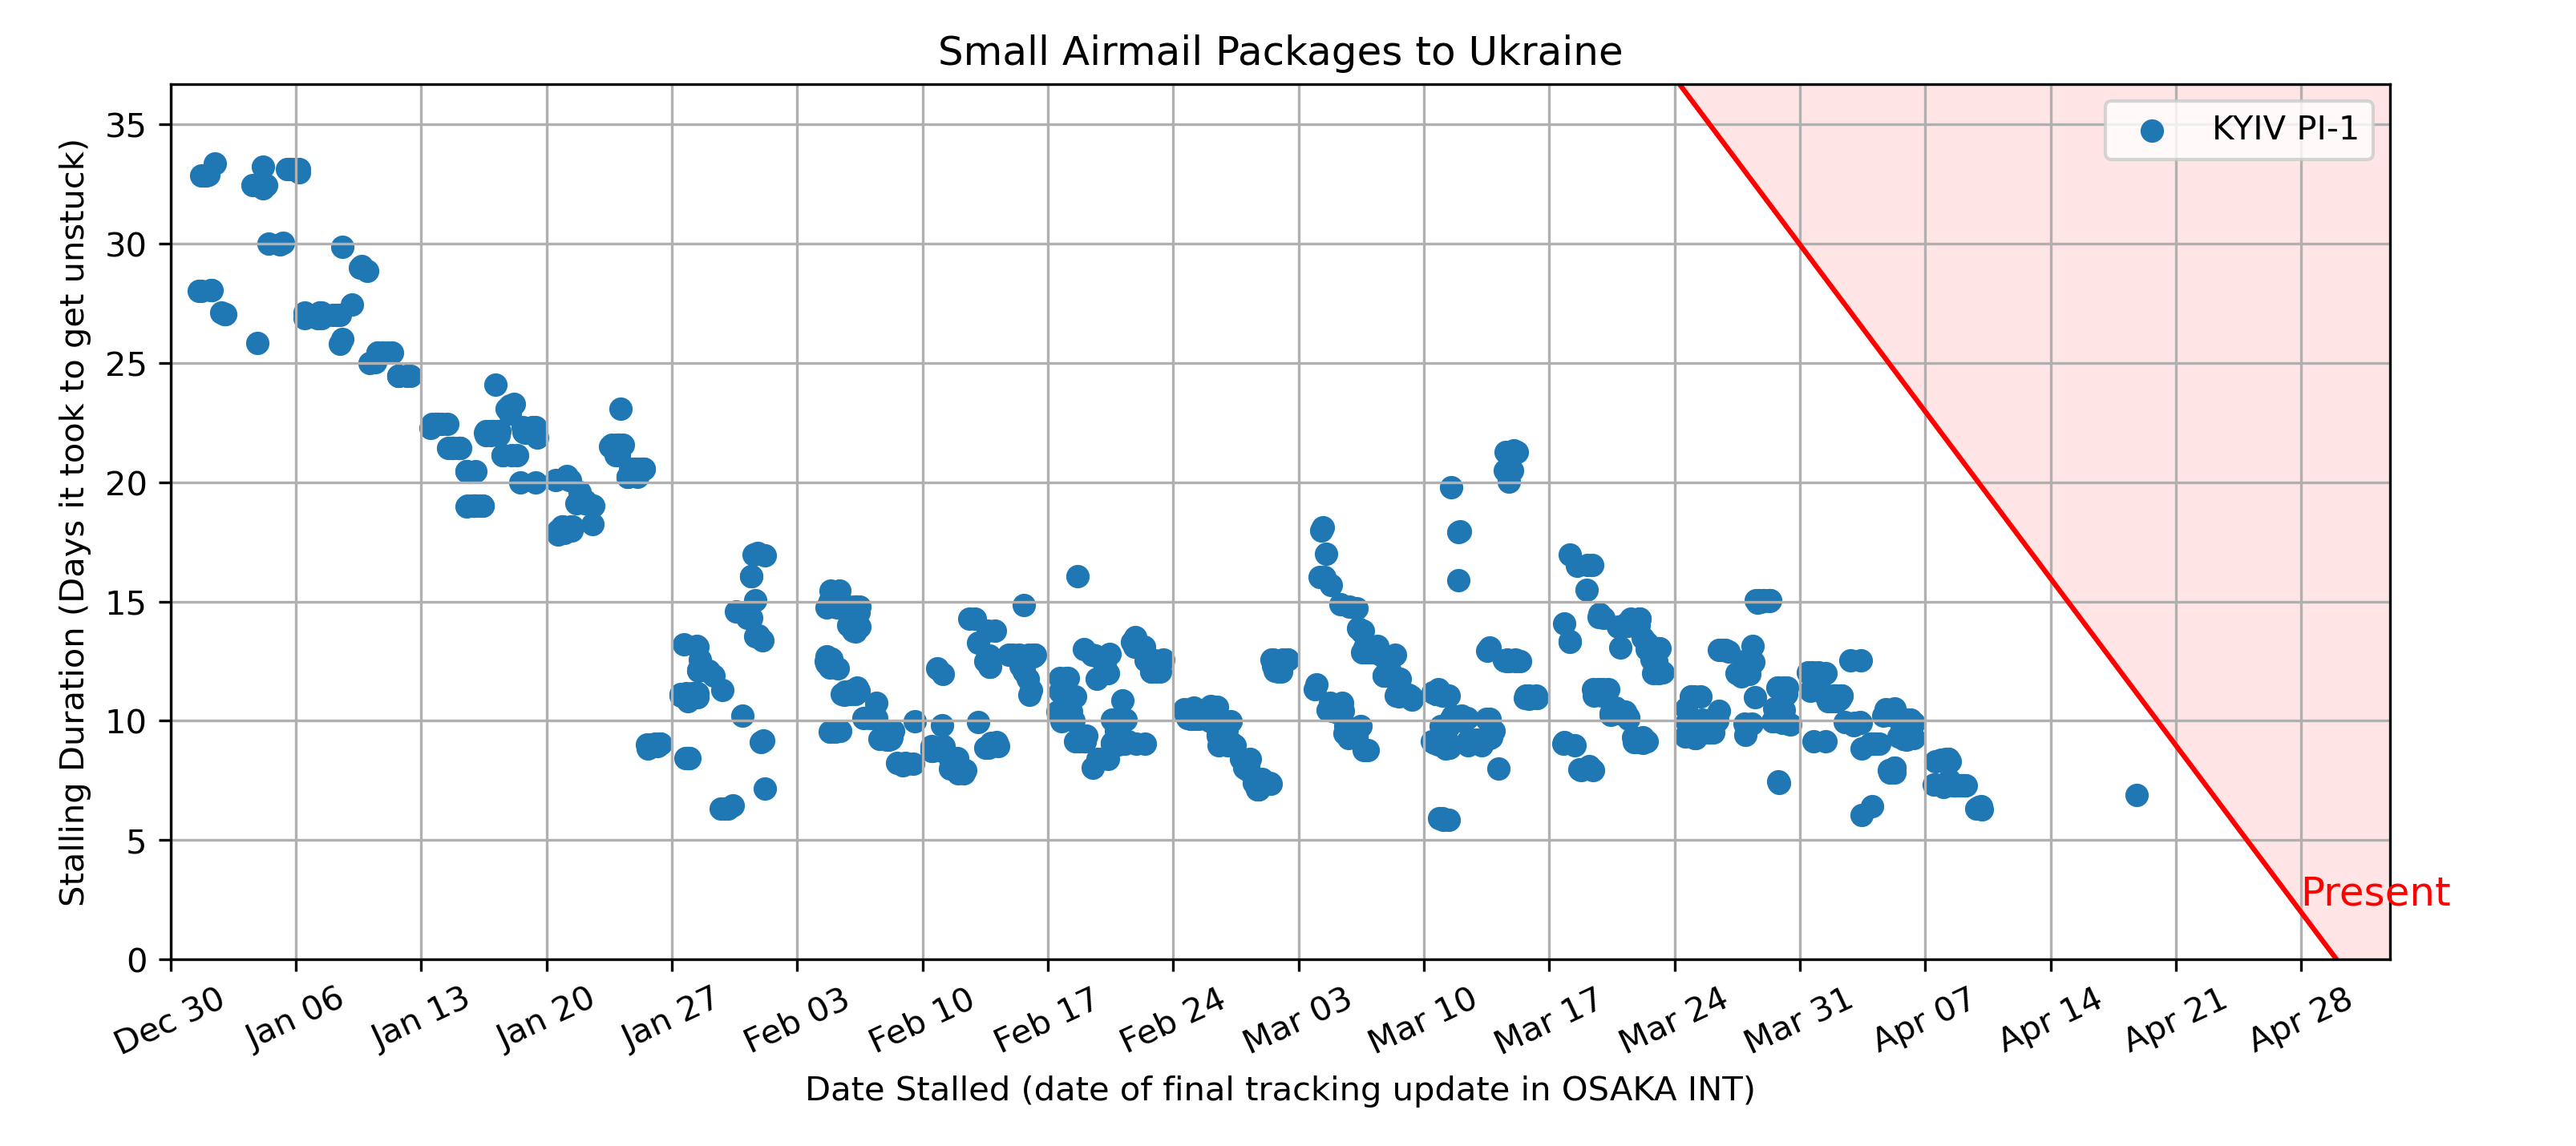 Small Airmail Packages to Ukraine
KYIV PI-1
35
30
25
20
15
10
5
0
Stalling Duration (Days it took to get unstuck)
Present
Dec 30
Jan 06
Jan 13
Jan 20
Jan 27
Feb 03
Feb 10
Feb 17
Feb 24
Mar 03
Mar 10
Mar 17
Mar 24
Mar 31
Apr 07
Apr 14
Apr 21
Apr 28
Date Stalled (date of final tracking update in OSAKA INT)